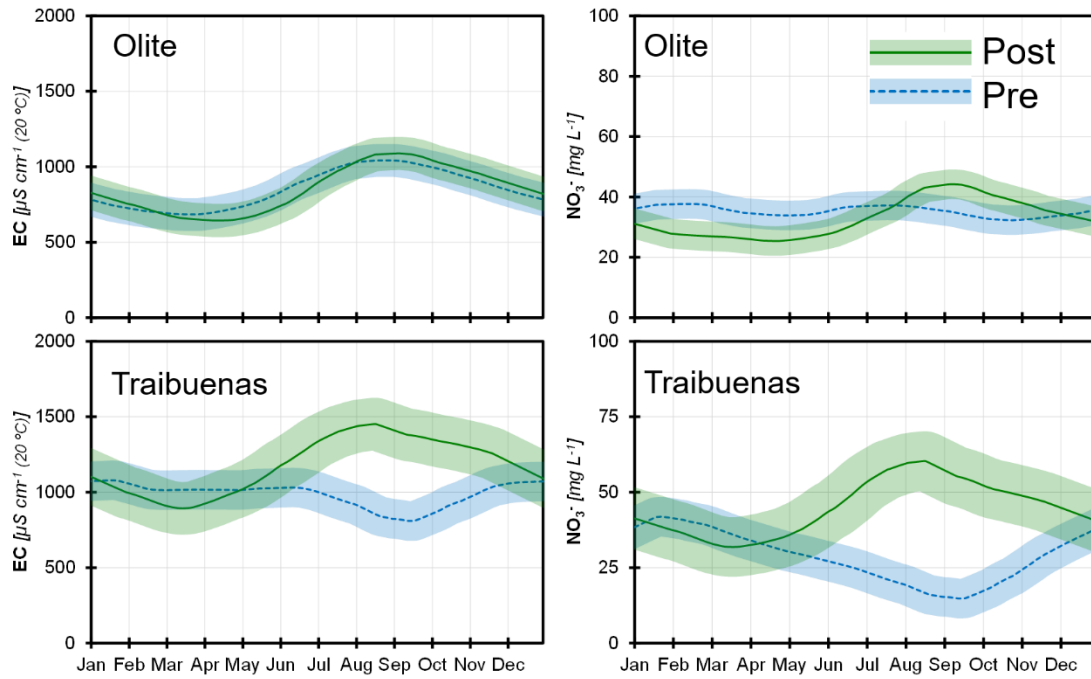 Olite
EC [µS cm-1 (20 °C)]
2000
1500
1000
500
0
Olite
Post
Pre
NO3- [mg L-1]
100
80
60
40
20
0
Traibuenas
EC [µS cm-1 (20 °C)]
2000
1500
1000
500
0
Jan Feb Mar Apr May Jun Jul Aug Sep Oct Nov Dec
Traibuenas
NO3- [mg L-1]
100
75
50
25
0
Jan Feb Mar Apr May Jun Jul Aug Sep Oct Nov Dec